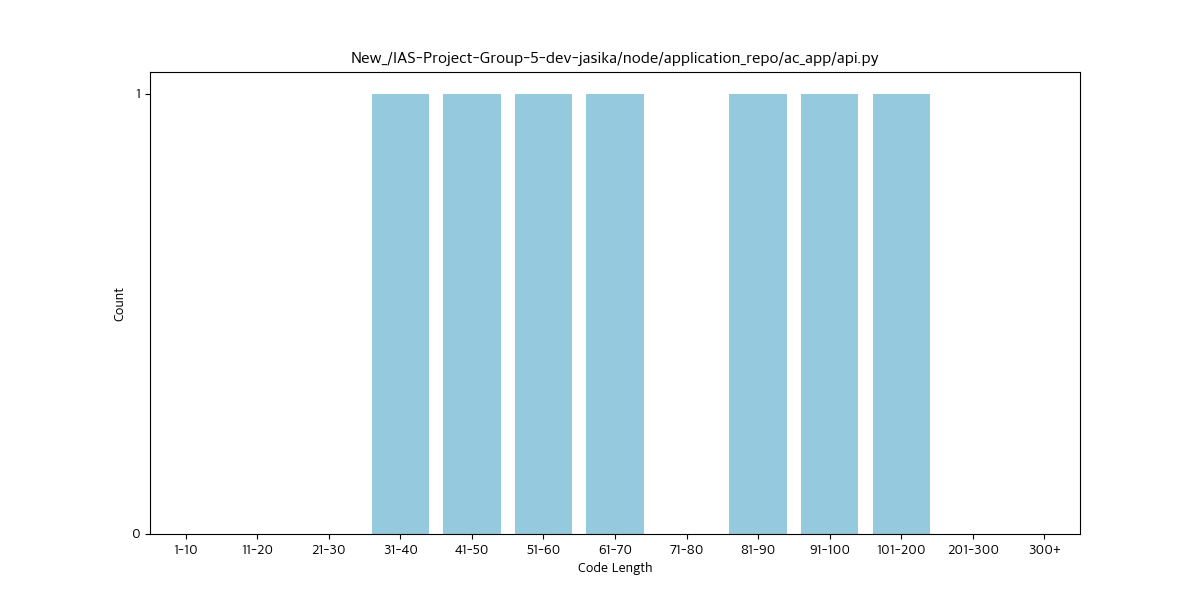 New_/IAS-Project-Group-5-dev-jasika/node/application_repo/ac_app/api.py
1
Count
0
1-10 11-20 21-30 31-40 41-50 51-60 61-70 71-80 81-90 91-100 101-200 201-300 300+
Code Length